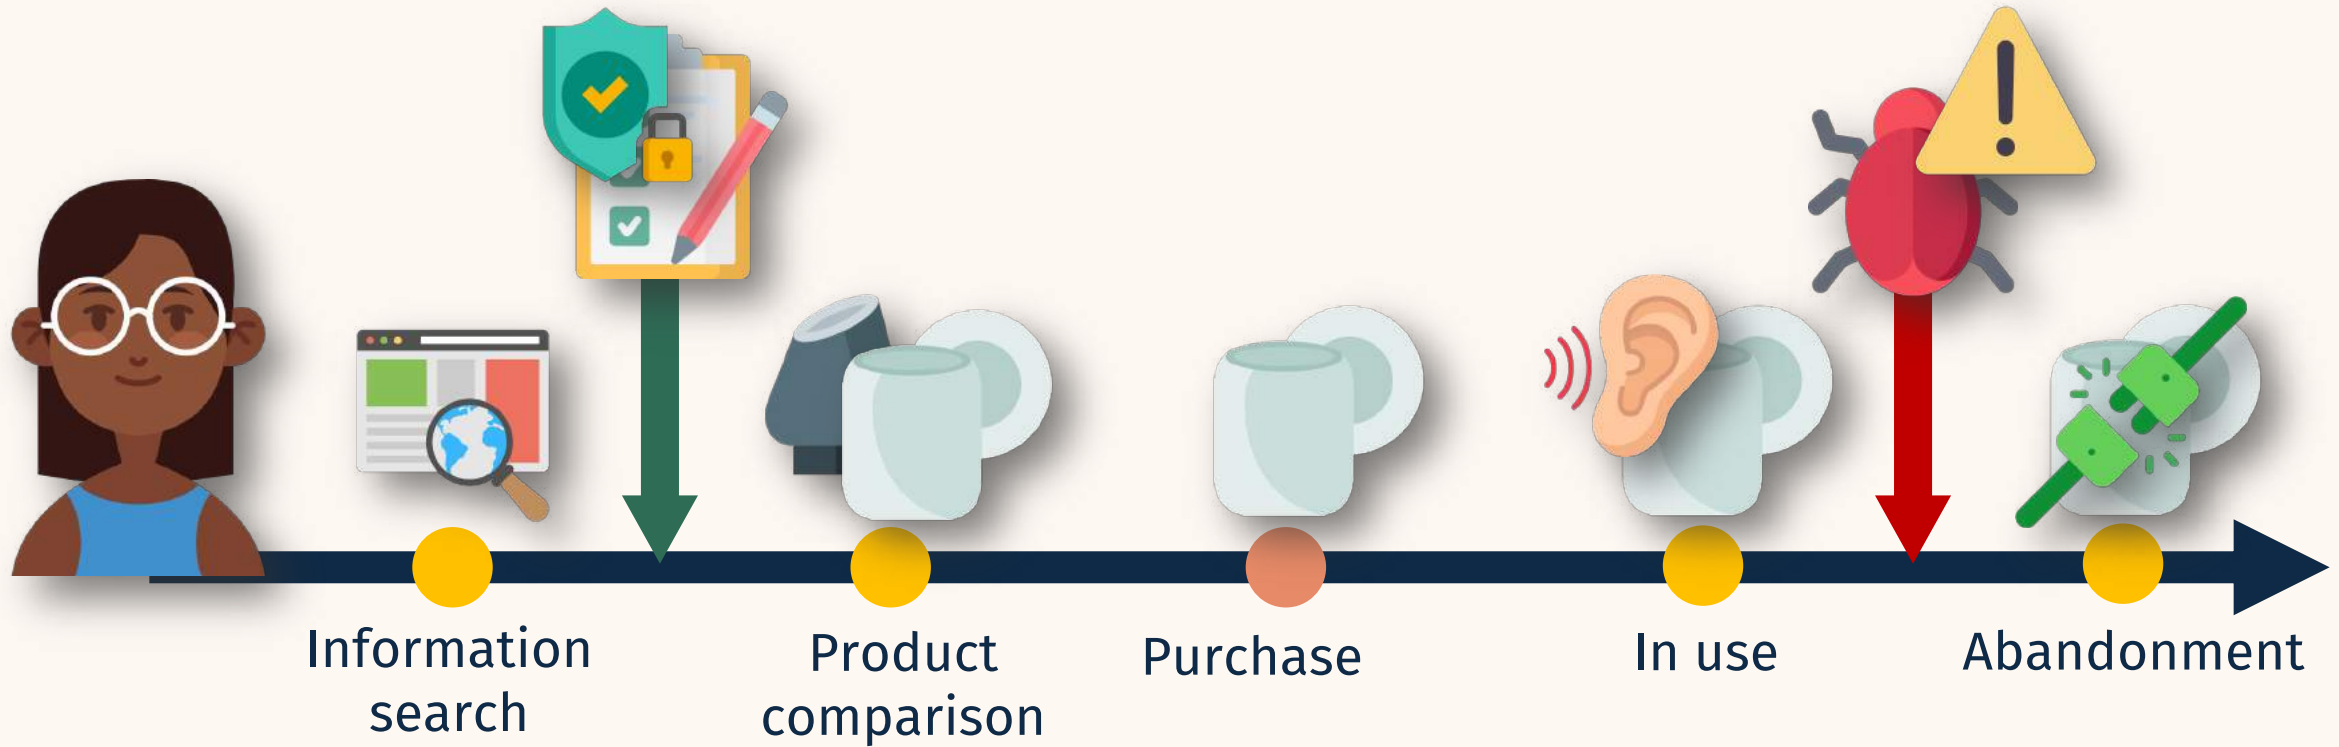 Information
search
Product
comparison
Purchase
In use
Abandonment